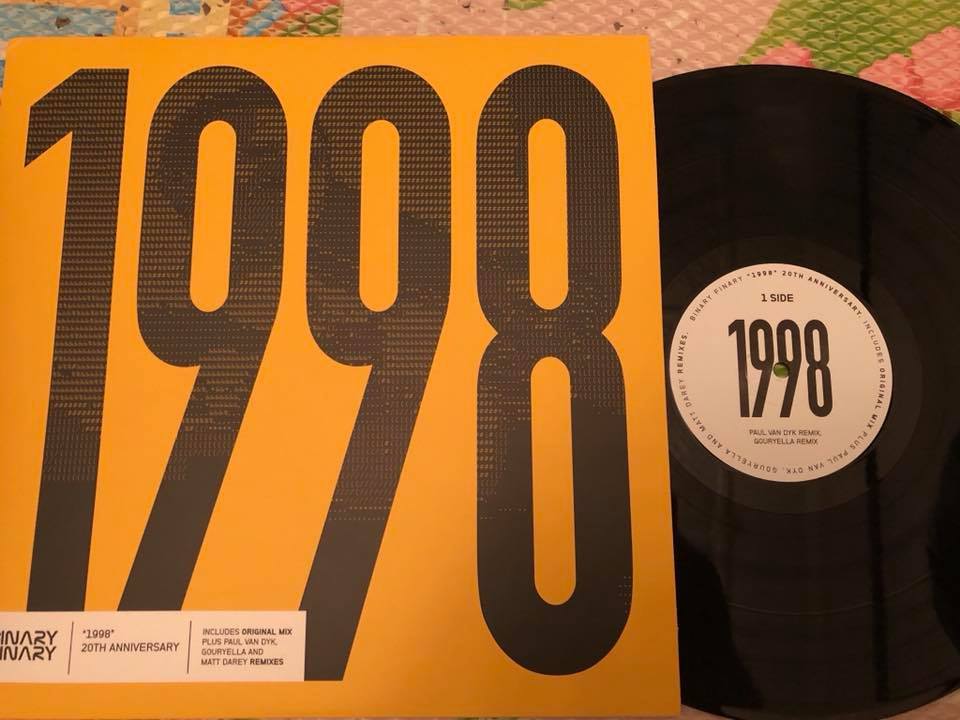 1998
INARY
INARY
"1998"
20TH ANNIVERSARY
INCLUDES ORIGINAL MIX
PLUS PAUL VAN DYK,
GOURYELLA AND
MATT DAREY REMIXES
BINARY FINARY "1998" 20TH ANNIVERSARY. INCLUDES ORIGINAL MIX PLUS PAUL VAN DYK, GOURYELLA AND MATT DAREY REMIXES.
1 SIDE
1998
PAUL VAN DYK REMIX,
GOURYELLA REMIX